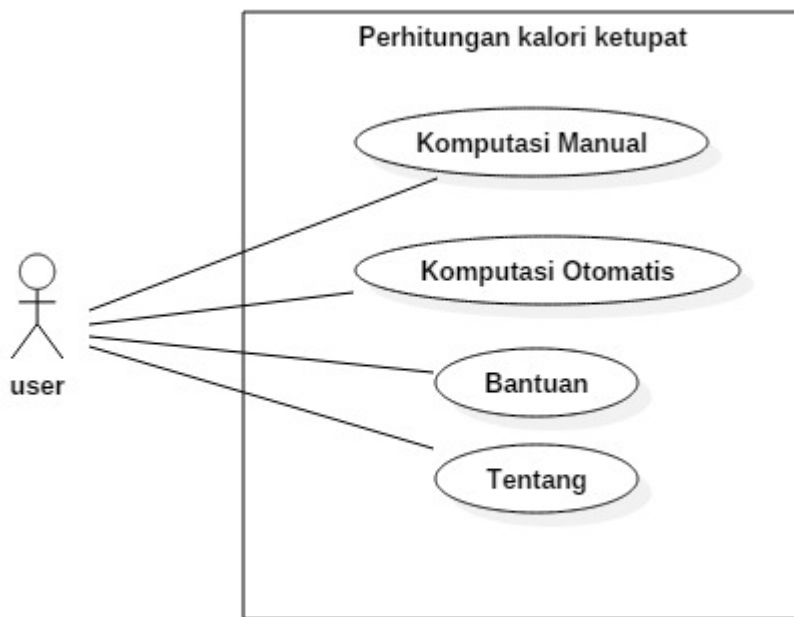 Perhitungan kalori ketupat
Komputasi Manual
Komputasi Otomatis
Bantuan
Tentang
user